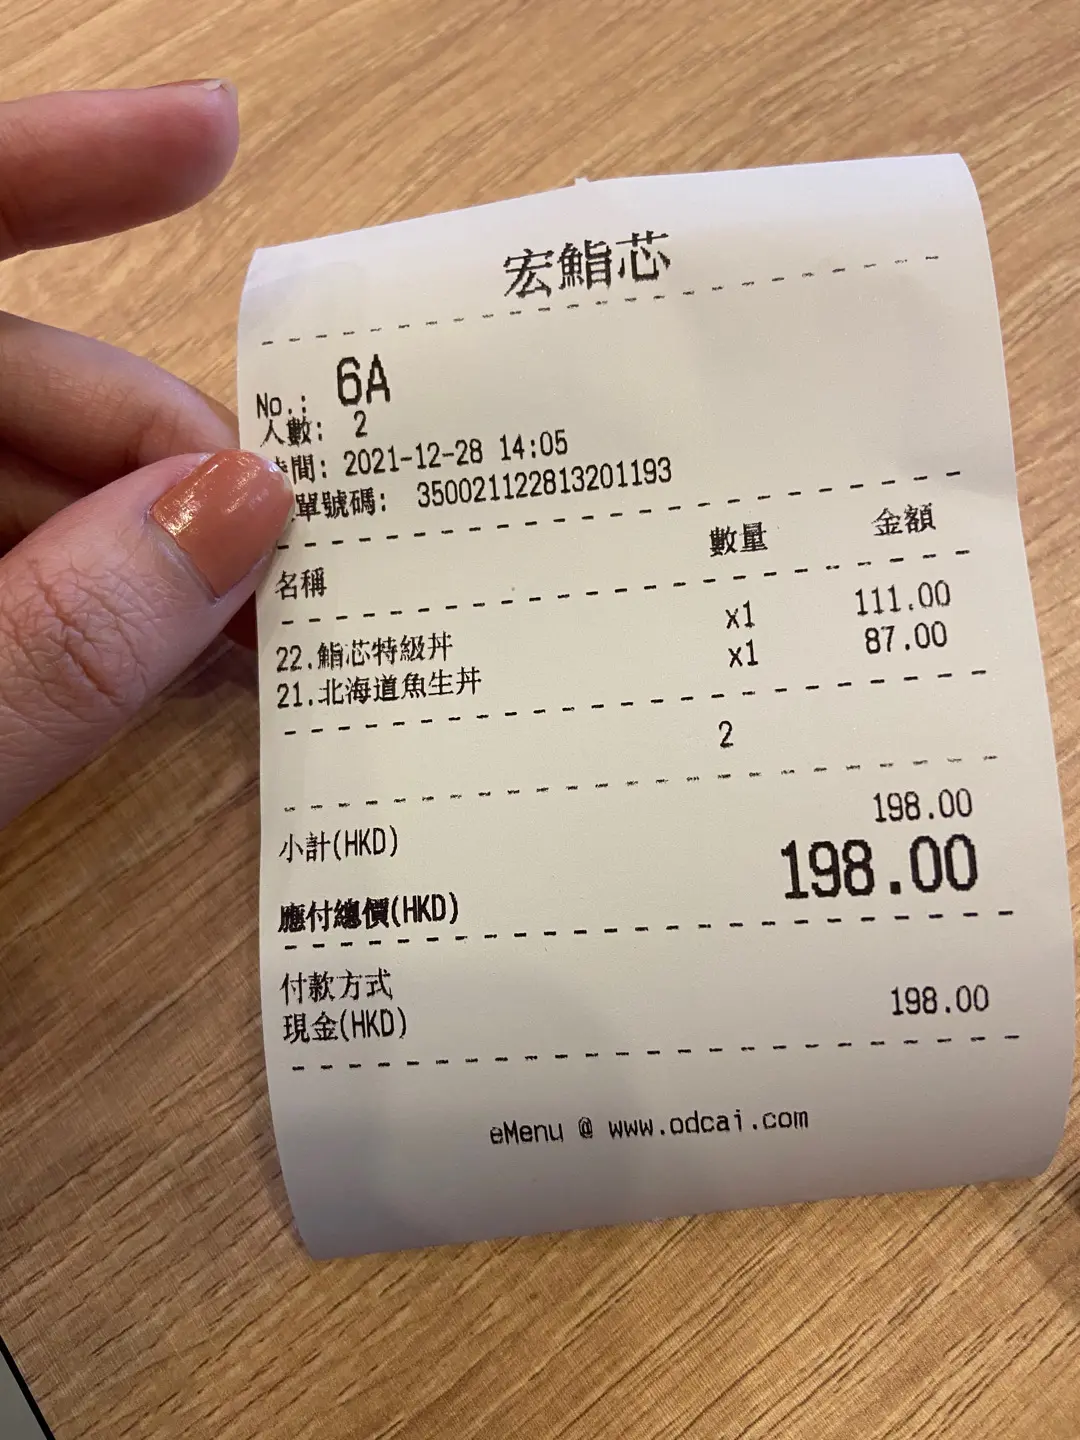 宏鮨芯
No.: 6A
人數: 2
間: 2021-12-28 14:05
單號碼: 350021122813201193
名稱 數量 金額
22.鮨芯特級丼 x1 111.00
21.北海道魚生丼 x1 87.00
2
小計(HKD) 198.00
應付總價(HKD) 198.00
付款方式
現金(HKD) 198.00
eMenu @ www.odcai.com